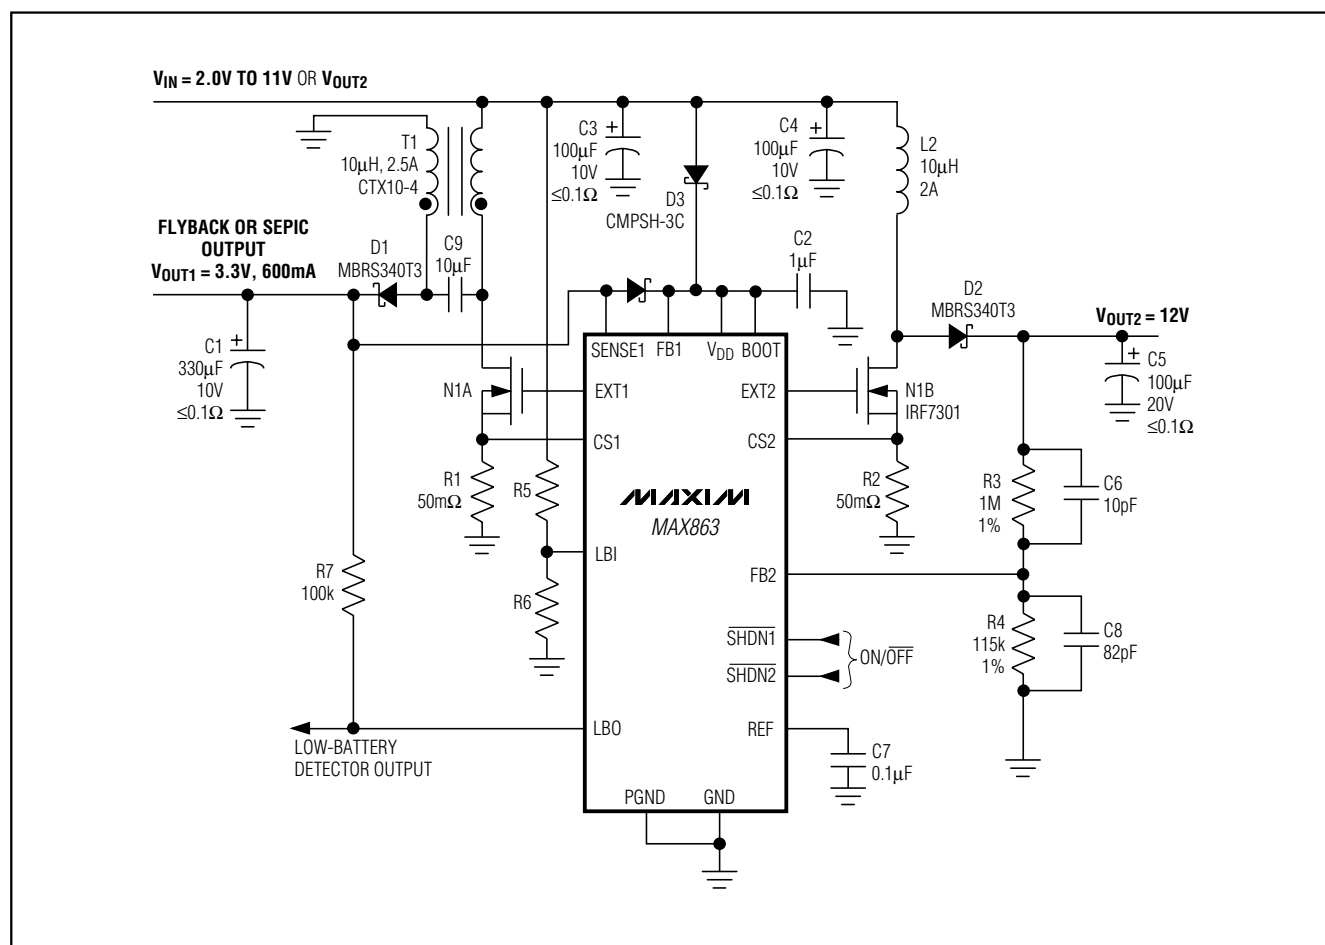 VIN = 2.0V TO 11V OR VOUT2
T1
10µH, 2.5A
CTX10-4
C3
+
100µF
10V
≤0.1Ω
D3
CMPSH-3C
C4
+
100µF
10V
≤0.1Ω
L2
10µH
2A
FLYBACK OR SEPIC
OUTPUT
VOUT1 = 3.3V, 600mA
D1
MBRS340T3
C9
10µF
C2
1µF
D2
MBRS340T3
VOUT2 = 12V
C1
+
330µF
10V
≤0.1Ω
C5
+
100µF
20V
≤0.1Ω
SENSE1
FB1
VDD
BOOT
N1A
EXT1
EXT2
N1B
IRF7301
CS1
CS2
R1
50mΩ
R5
MAXIM
MAX863
R2
50mΩ
R3
1M
1%
C6
10pF
LBI
R7
100k
R6
FB2
SHDN1
SHDN2
ON/OFF
R4
115k
1%
C8
82pF
LBO
REF
LOW-BATTERY
DETECTOR OUTPUT
C7
0.1µF
PGND
GND